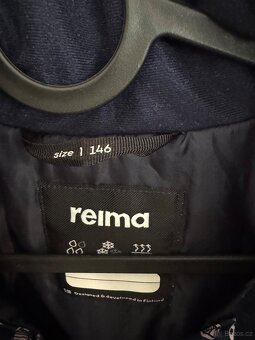 size | 146
reima
Designed & developed in Finland